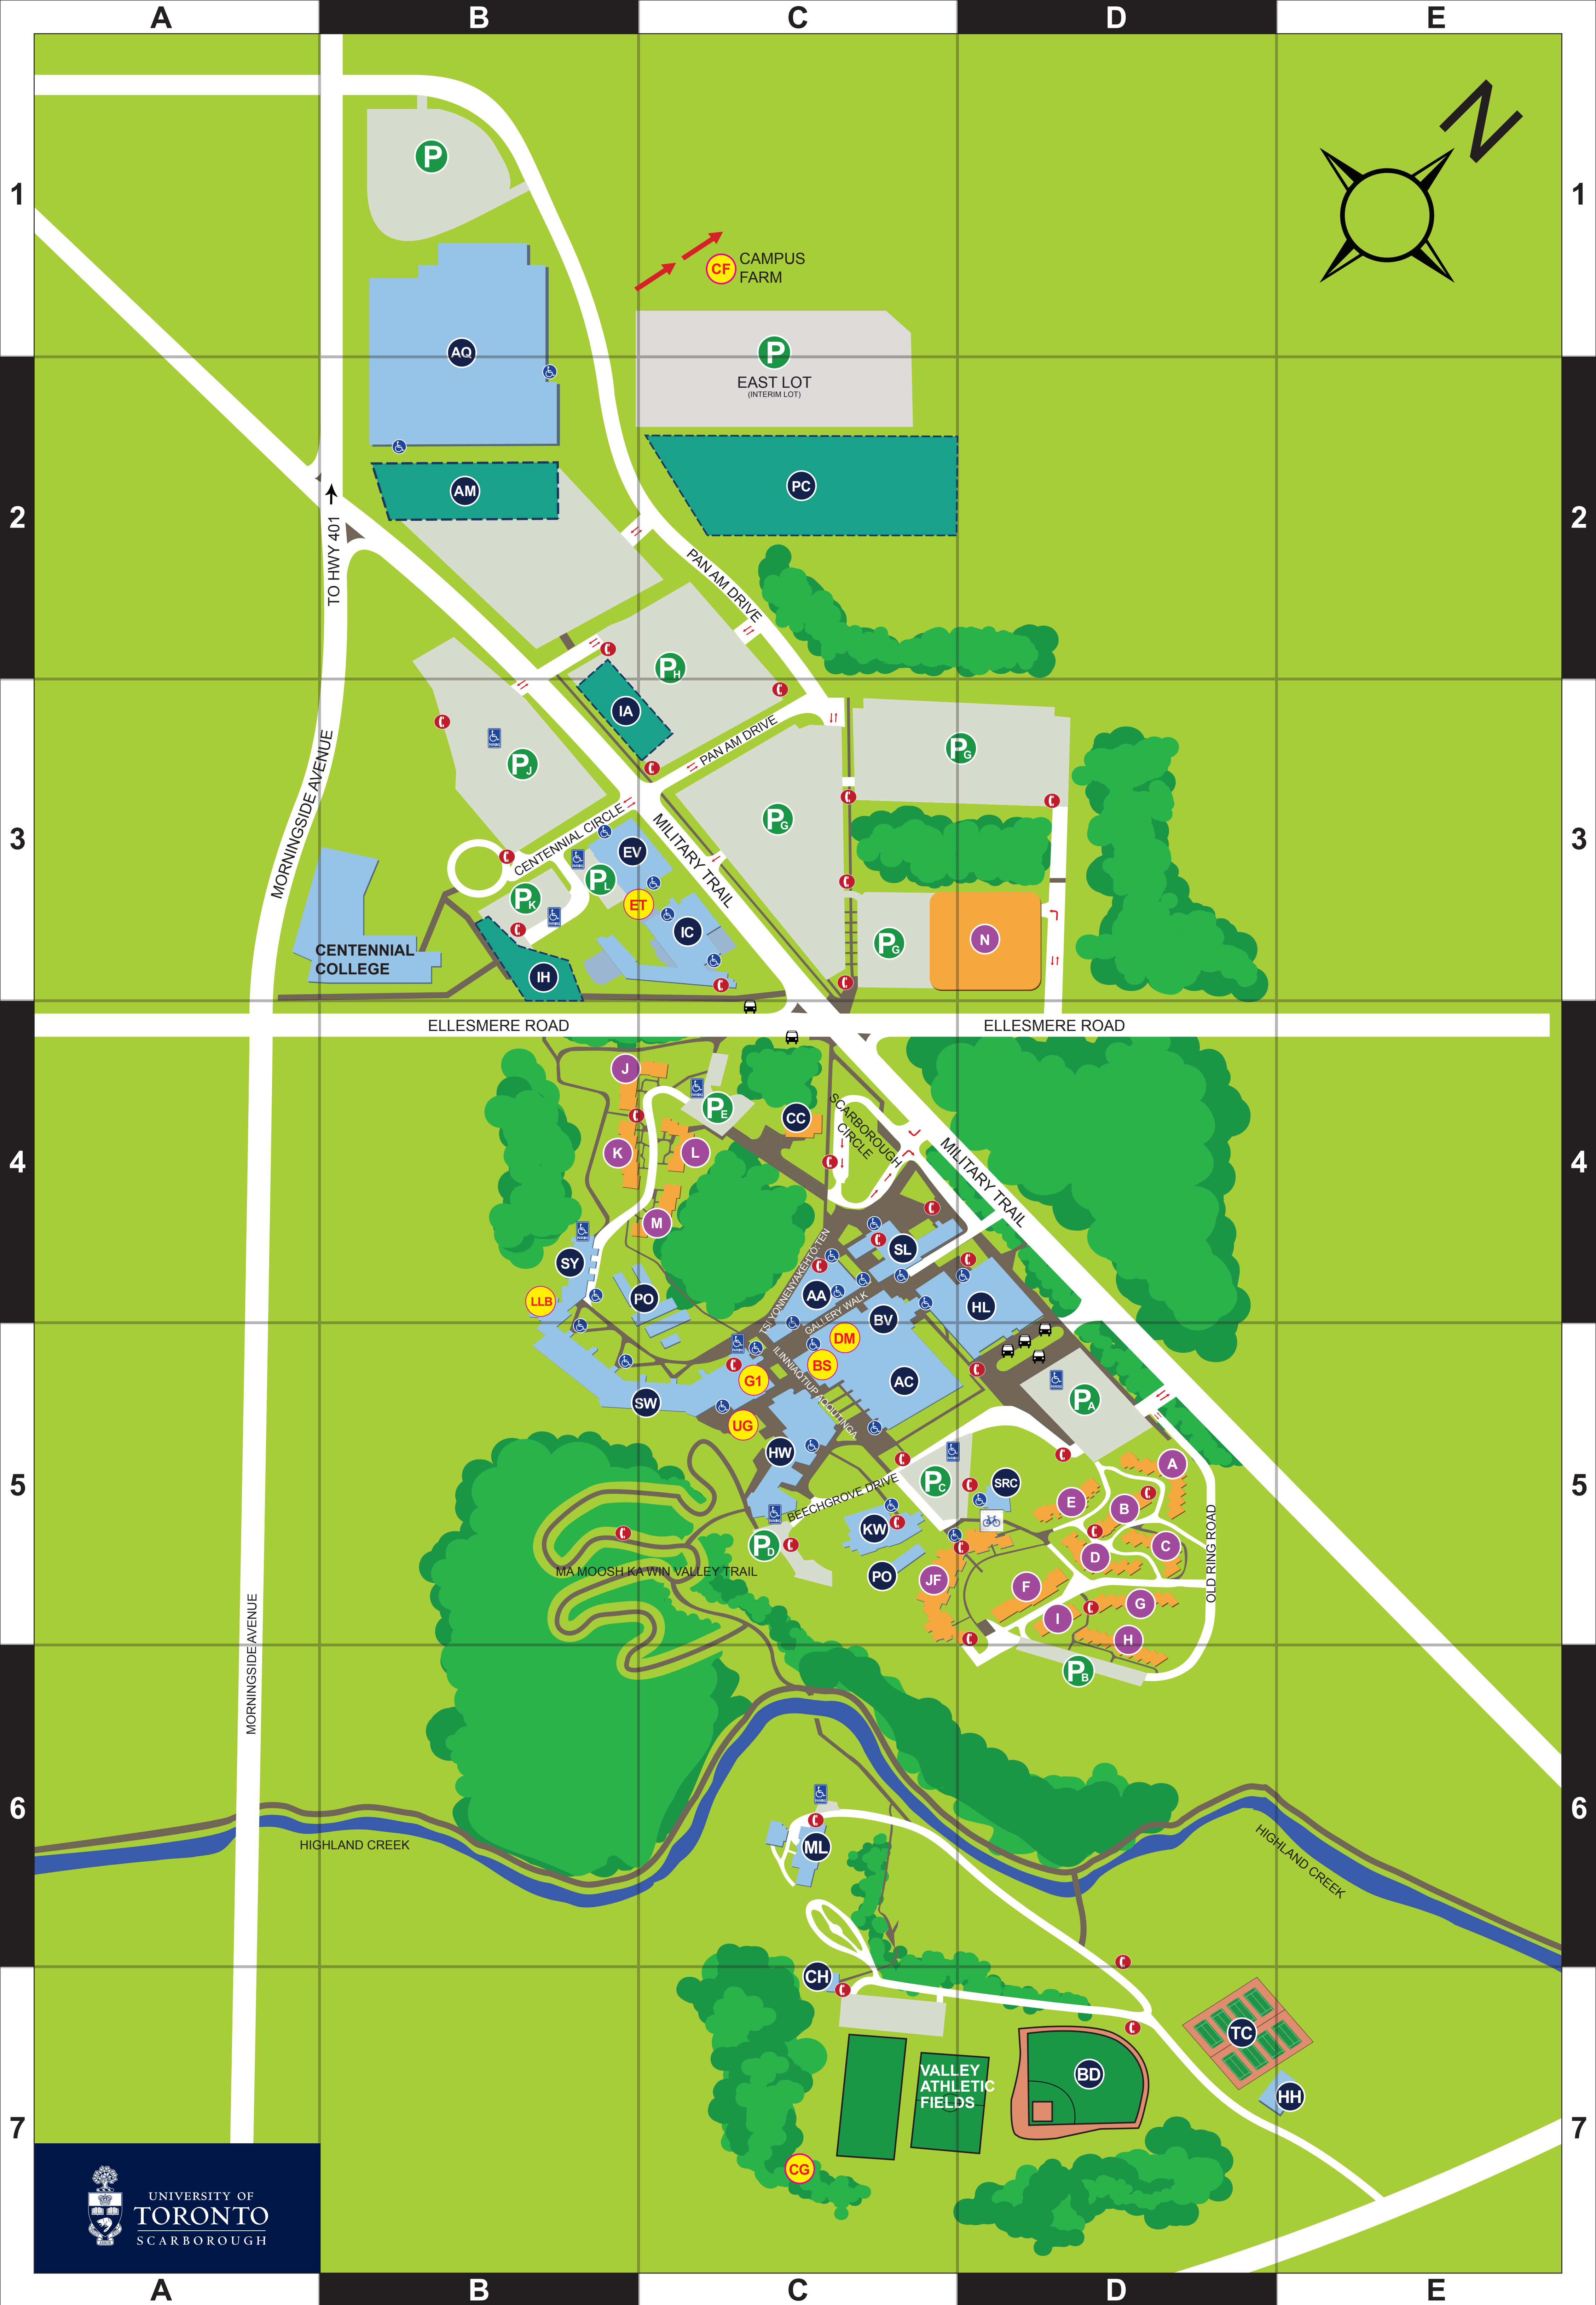 A B C D E
1 1
P
CF CAMPUS
FARM
N
AQ
P
EAST LOT
(INTERIM LOT)
AM
PC
2 2
TO HWY 401
PAN AM DRIVE
PH
IA
PAN AM DRIVE
PJ
PG
PG
3 3
MORNINGSIDE AVENUE
CENTENNIAL CIRCLE
MILITARY TRAIL
EV
PL
PK
ET
IC
PG
N
CENTENNIAL
COLLEGE
IH
ELLESMERE ROAD
ELLESMERE ROAD
J
PE
CC
SCARBOROUGH
CIRCLE
MILITARY TRAIL
K
L
4 4
M
SY
SL
TSI YONNENYAKEHTO:TEN
LLB
PO
AA
GALLERY WALK
BV
HL
DM
BS
G1
ILINNIAQTIUP AQQUTINGA
AC
SW
UG
PA
HW
5 5
BEECHGROVE DRIVE
PC
SRC
A
E
B
KW
PD
C
D
OLD RING ROAD
MA MOOSH KA WIN VALLEY TRAIL
PO
JF
F
G
I
H
PB
MORNINGSIDE AVENUE
6 6
HIGHLAND CREEK
HIGHLAND CREEK
ML
CH
TC
VALLEY
ATHLETIC
FIELDS
BD
HH
7 7
CG
UNIVERSITY OF
TORONTO
SCARBOROUGH
A B C D E